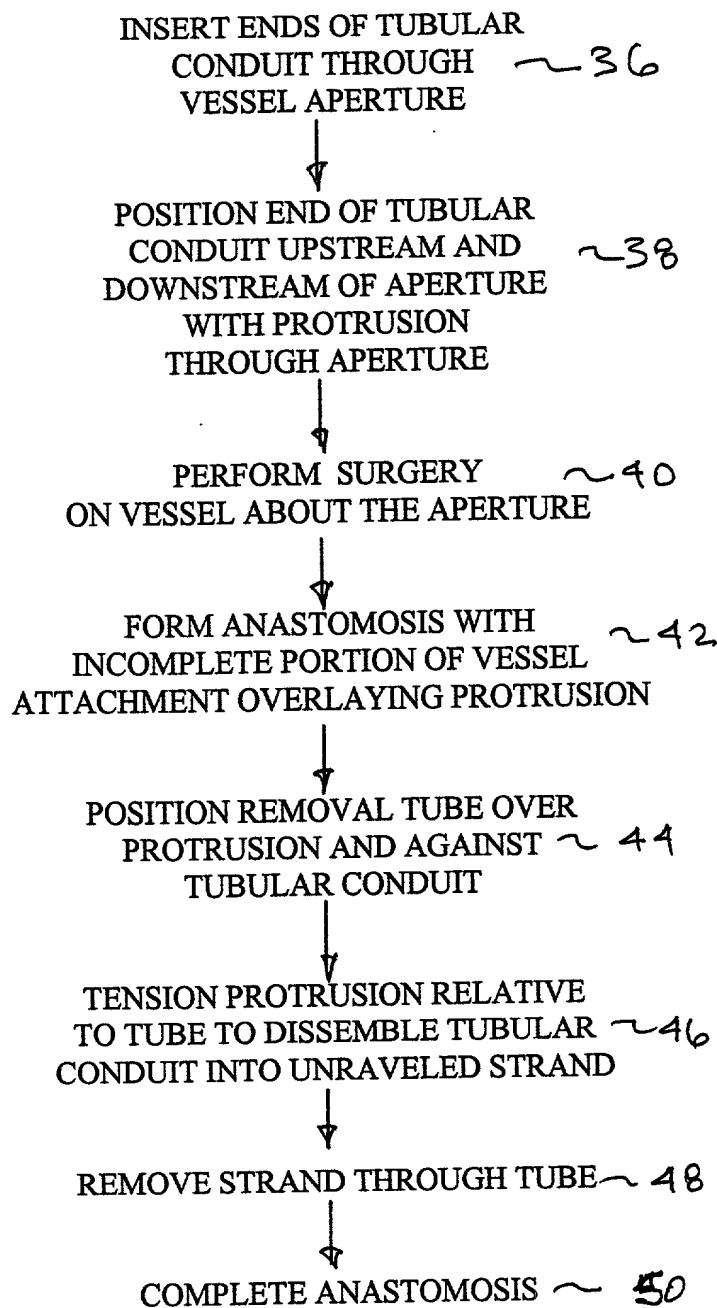 INSERT ENDS OF TUBULAR
CONDUIT THROUGH ~36
VESSEL APERTURE
POSITION END OF TUBULAR
CONDUIT UPSTREAM AND ~38
DOWNSTREAM OF APERTURE
WITH PROTRUSION
THROUGH APERTURE
PERFORM SURGERY ~40
ON VESSEL ABOUT THE APERTURE
FORM ANASTOMOSIS WITH ~42
INCOMPLETE PORTION OF VESSEL
ATTACHMENT OVERLAYING PROTRUSION
POSITION REMOVAL TUBE OVER
PROTRUSION AND AGAINST ~44
TUBULAR CONDUIT
TENSION PROTRUSION RELATIVE
TO TUBE TO DISSEMBLE TUBULAR ~46
CONDUIT INTO UNRAVELED STRAND
REMOVE STRAND THROUGH TUBE ~48
COMPLETE ANASTOMOSIS ~50